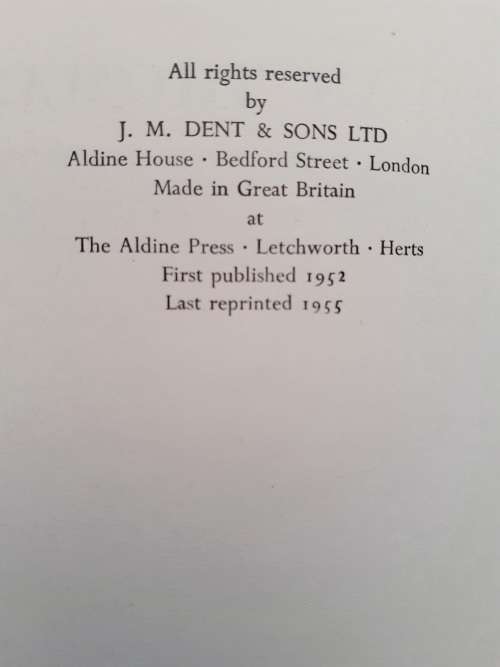 All rights reserved
by
J. M. DENT & SONS LTD
Aldine House · Bedford Street · London
Made in Great Britain
at
The Aldine Press · Letchworth · Herts
First published 1952
Last reprinted 1955